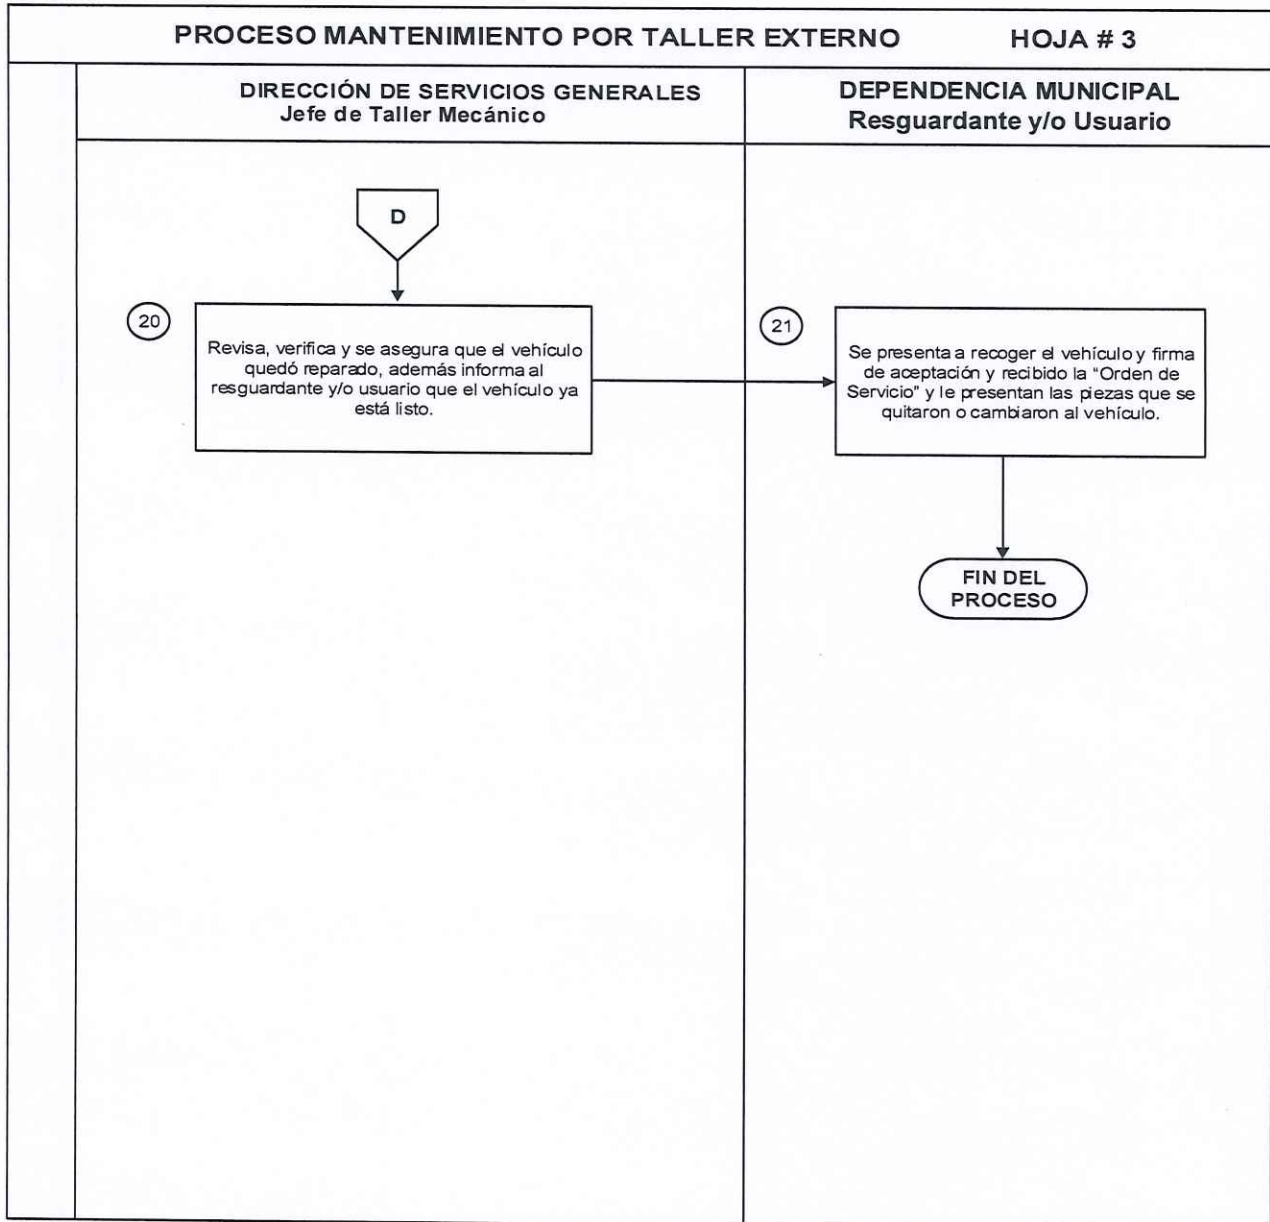 PROCESO MANTENIMIENTO POR TALLER EXTERNO HOJA # 3
DIRECCIÓN DE SERVICIOS GENERALES
Jefe de Taller Mecánico
DEPENDENCIA MUNICIPAL
Resguardante y/o Usuario
D
20
Revisa, verifica y se asegura que el vehículo
quedó reparado, además informa al
resguardante y/o usuario que el vehículo ya
está listo.
21
Se presenta a recoger el vehículo y firma
de aceptación y recibido la "Orden de
Servicio" y le presentan las piezas que se
quitaron o cambiaron al vehículo.
FIN DEL
PROCESO